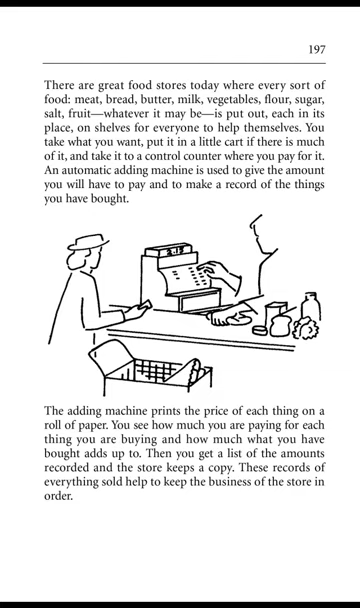 197
There are great food stores today where every sort of
food: meat, bread, butter, milk, vegetables, flour, sugar,
salt, fruit—whatever it may be—is put out, each in its
place, on shelves for everyone to help themselves. You
take what you want, put it in a little cart if there is much
of it, and take it to a control counter where you pay for it.
An automatic adding machine is used to give the amount
you will have to pay and to make a record of the things
you have bought.
The adding machine prints the price of each thing on a
roll of paper. You see how much you are paying for each
thing you are buying and how much what you have
bought adds up to. Then you get a list of the amounts
recorded and the store keeps a copy. These records of
everything sold help to keep the business of the store in
order.